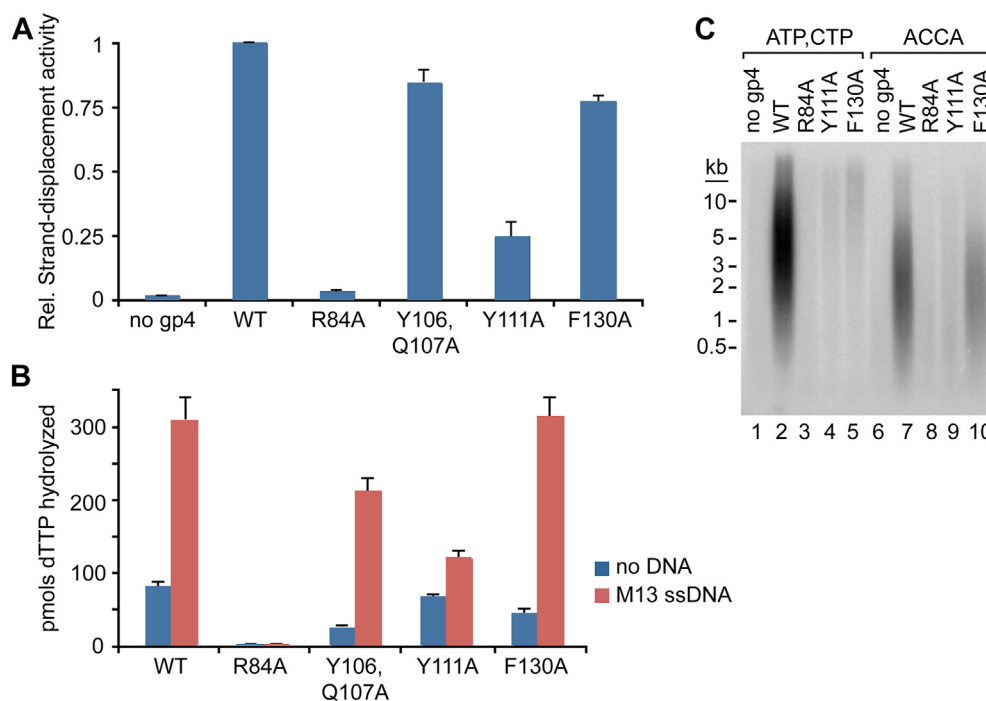 A
Rel. Strand-displacement activity
1
0.75
0.5
0.25
0
no gp4 WT R84A Y106, Y111A F130A
Q107A
B
pmols dTTP hydrolyzed
300
200
100
0
WT R84A Y106, Y111A F130A
Q107A
no DNA
M13 ssDNA
C
ATP,CTP ACCA
no gp4 WT R84A Y111A F130A no gp4 WT R84A Y111A F130A
kb
10
5
3
2
1
0.5
1 2 3 4 5 6 7 8 9 10